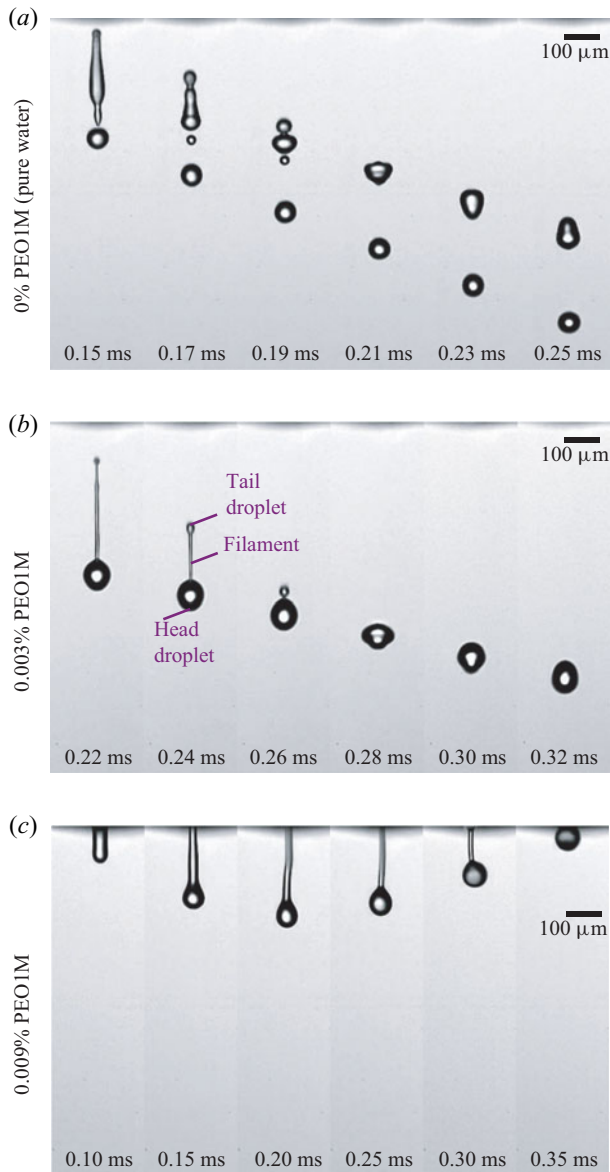 (a)
0% PEO1M (pure water)
100 μm
0.15 ms 0.17 ms 0.19 ms 0.21 ms 0.23 ms 0.25 ms
(b)
0.003% PEO1M
100 μm
Tail
droplet
Filament
Head
droplet
0.22 ms 0.24 ms 0.26 ms 0.28 ms 0.30 ms 0.32 ms
(c)
0.009% PEO1M
100 μm
0.10 ms 0.15 ms 0.20 ms 0.25 ms 0.30 ms 0.35 ms